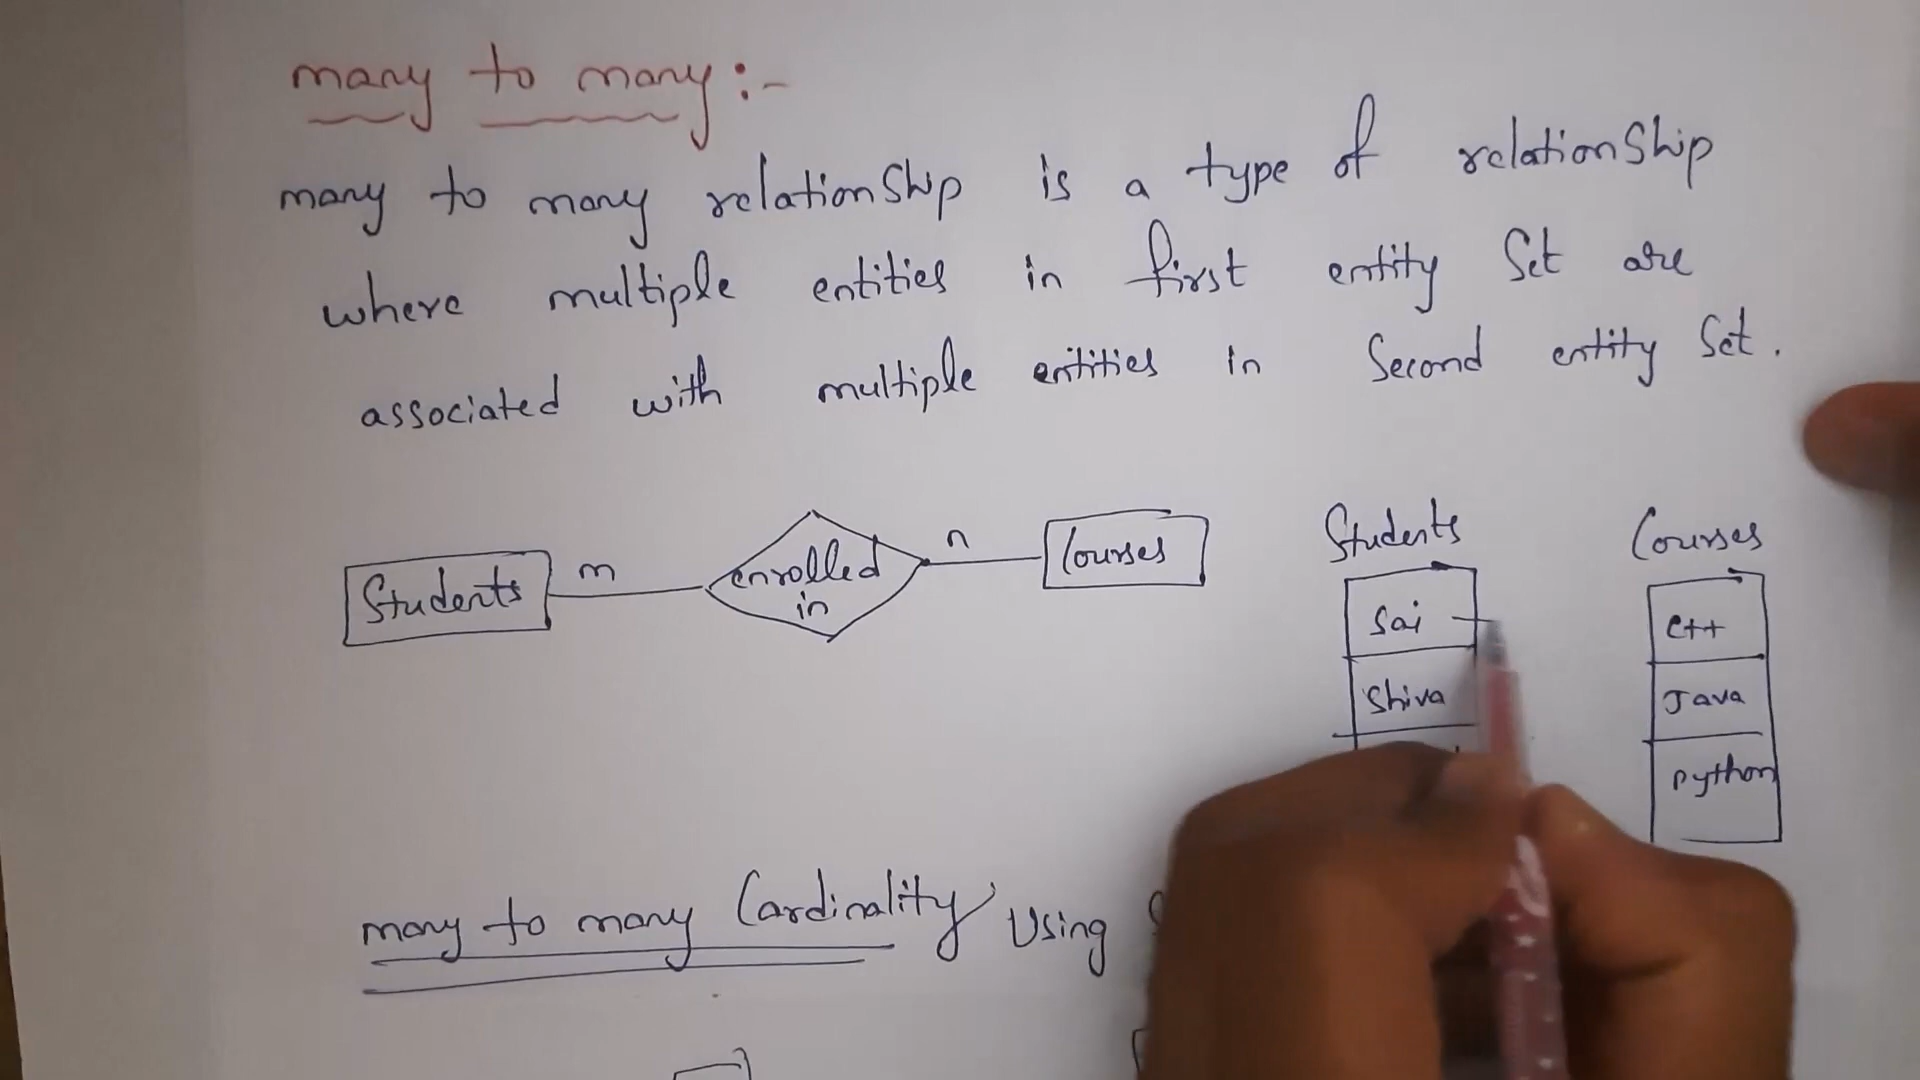 many to many:-
many to many relationship is a type of relationship
where multiple entities in first entity Set are
associated with multiple entities in Second entity Set.
Students m enrolled in n Courses
Students
Sai
Shiva
Courses
C++
Java
Python
many to many Cardinality Using